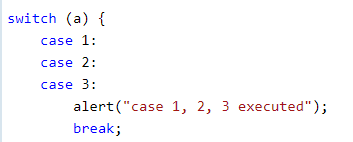 switch (a) {
    case 1:
    case 2:
    case 3:
        alert("case 1, 2, 3 executed");
        break;